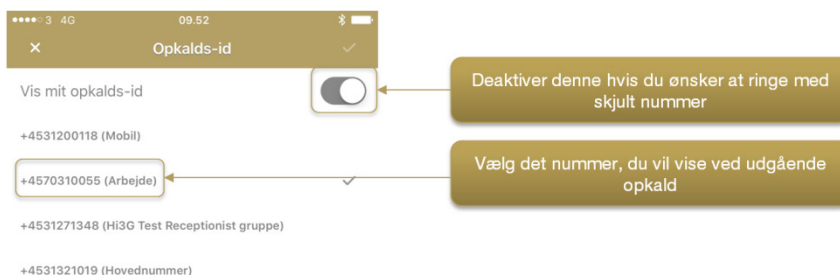 3 4G 09.52
Opkalds-id
Vis mit opkalds-id
Deaktiver denne hvis du ønsker at ringe med
skjult nummer
+4531200118 (Mobil)
+4570310055 (Arbejde)
Vælg det nummer, du vil vise ved udgående
opkald
+4531271348 (Hi3G Test Receptionist gruppe)
+4531321019 (Hovednummer)